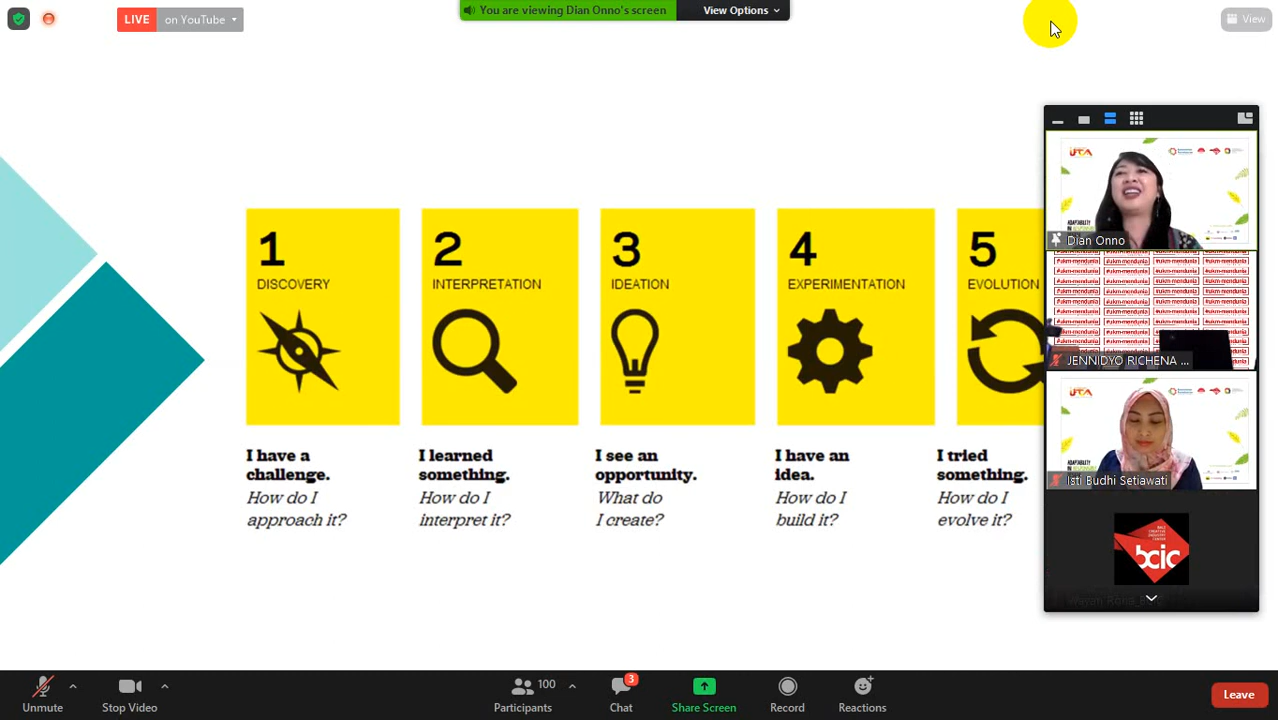 LIVE on YouTube
You are viewing Dian Onno's screen
View Options
View
1
DISCOVERY
I have a
challenge.
How do I
approach it?
2
INTERPRETATION
I learned
something.
How do I
interpret it?
3
IDEATION
I see an
opportunity.
What do
I create?
4
EXPERIMENTATION
I have an
idea.
How do I
build it?
5
EVOLUTION
I tried
something.
How do I
evolve it?
Dian Onno
#ukm-mendunia
JENNIDYO RICHENA ...
Isti Budhi Setiawati
bcic
Unmute
Stop Video
100
Participants
3
Chat
Share Screen
Record
Reactions
Leave